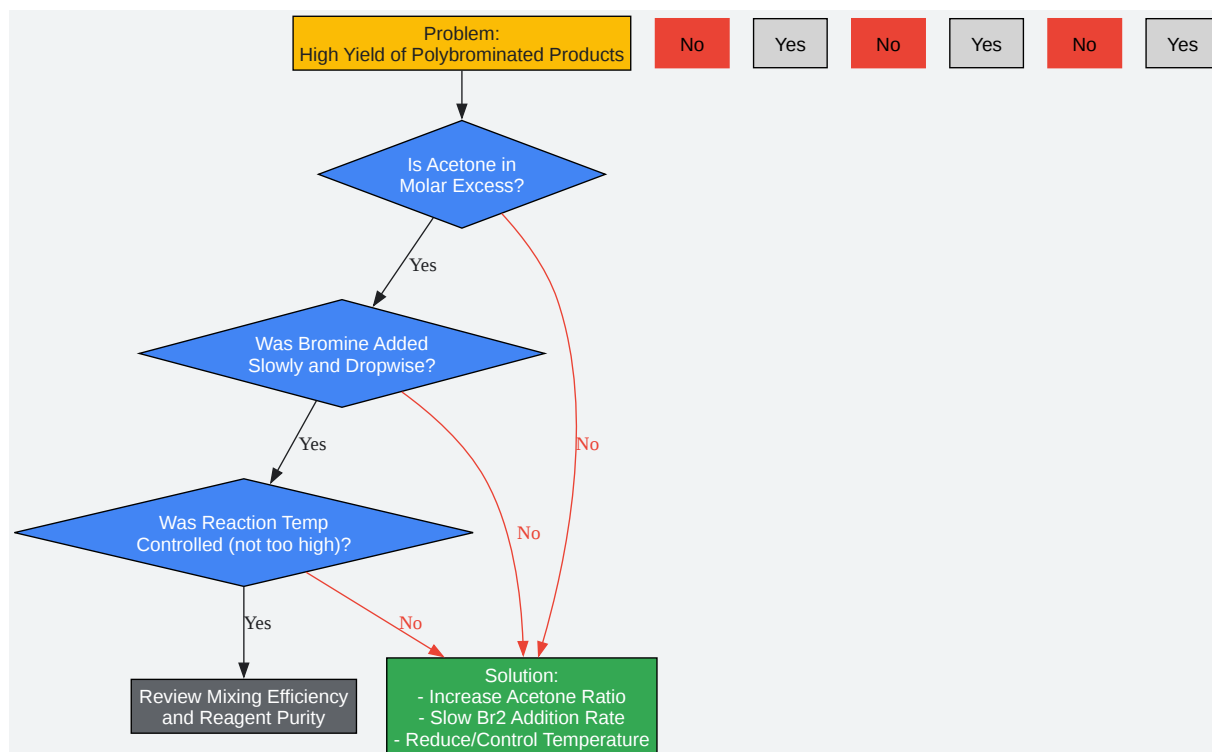 Problem:
High Yield of Polybrominated Products
No
Yes
No
Yes
No
Yes
Is Acetone in
Molar Excess?
Yes
Was Bromine Added
Slowly and Dropwise?
Yes
No
Was Reaction Temp
Controlled (not too high)?
No
Yes
No
Review Mixing Efficiency
and Reagent Purity
Solution:
- Increase Acetone Ratio
- Slow Br2 Addition Rate
- Reduce/Control Temperature